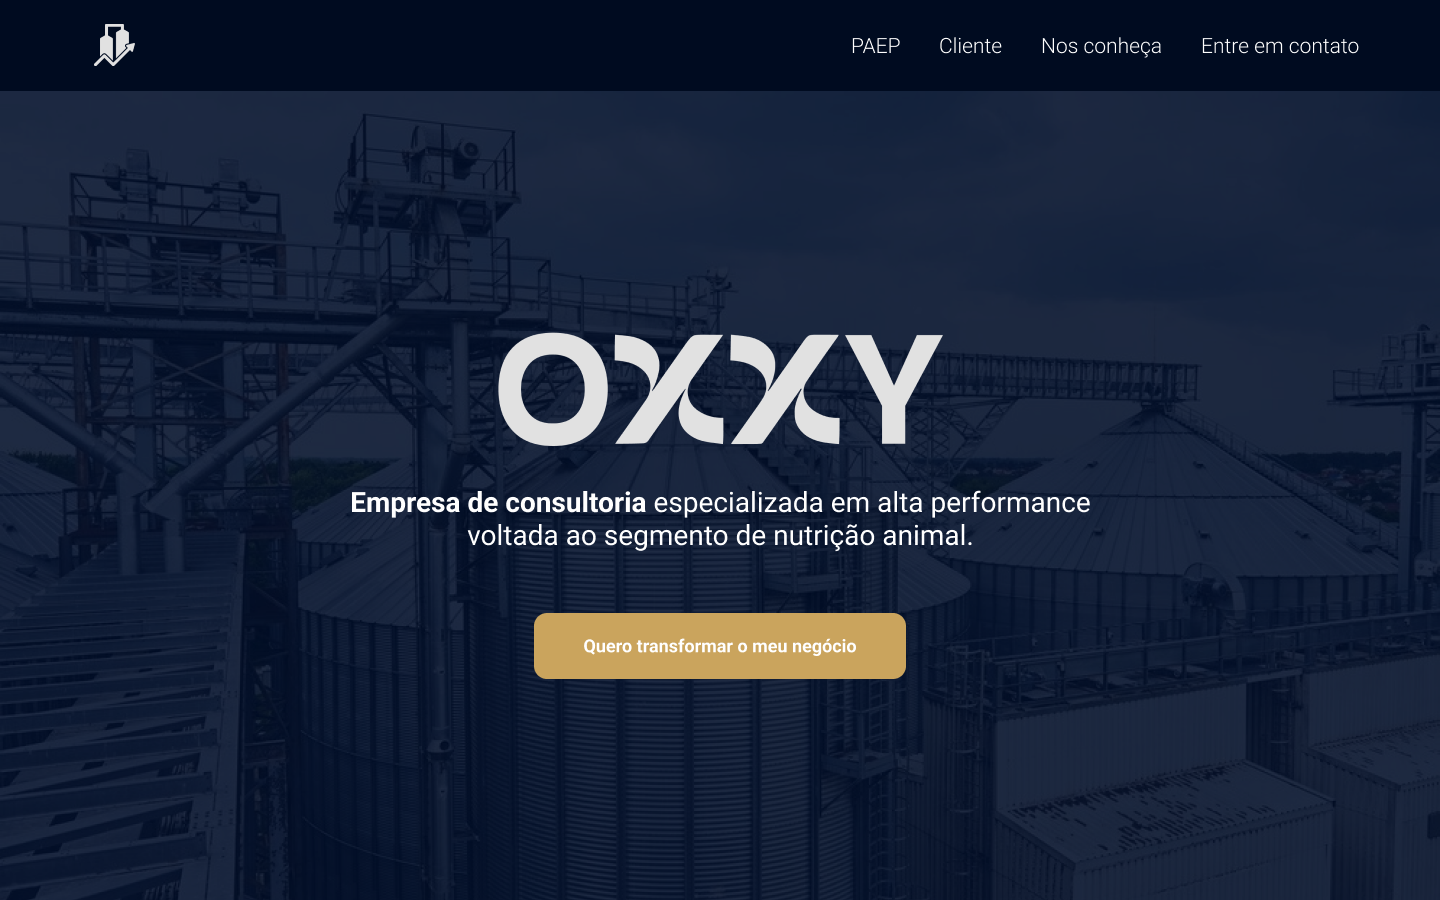 PAEP
Cliente
Nos conheça
Entre em contato
OXXY
Empresa de consultoria especializada em alta performance
voltada ao segmento de nutrição animal.
Quero transformar o meu negócio